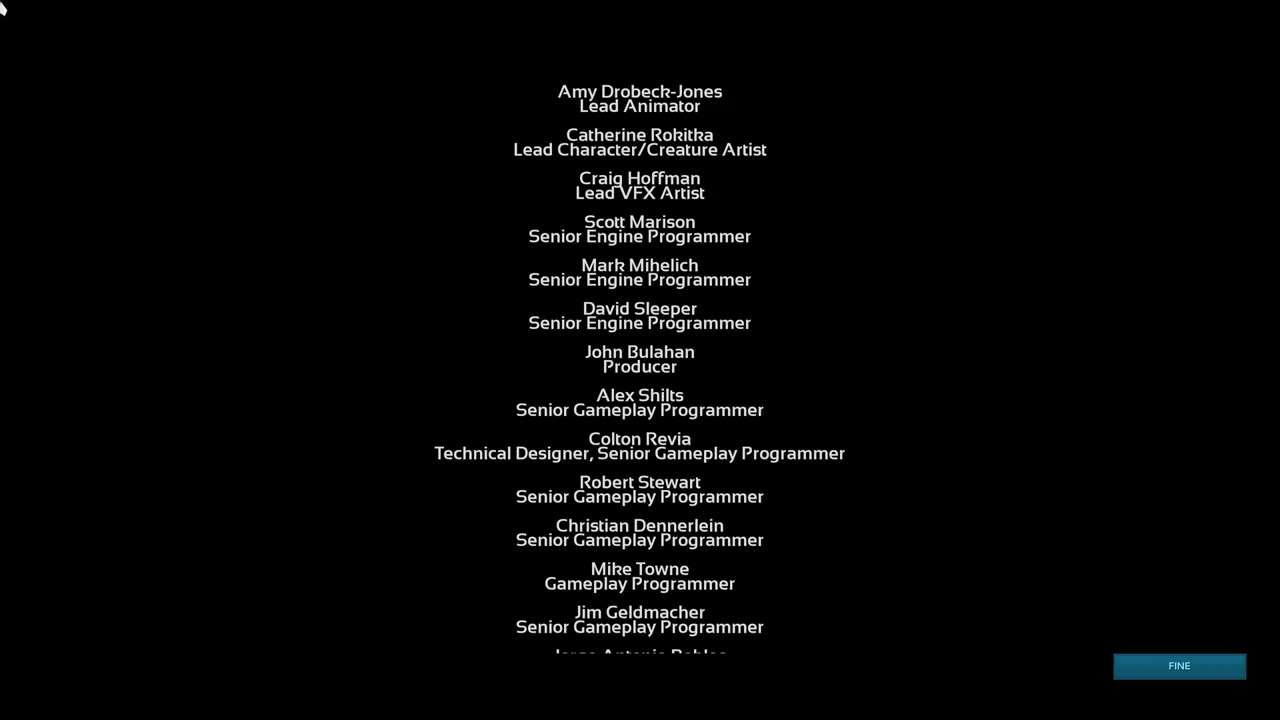 Amy Drobeck-Jones
Lead Animator
Catherine Rokitka
Lead Character/Creature Artist
Craig Hoffman
Lead VFX Artist
Scott Marison
Senior Engine Programmer
Mark Mihelich
Senior Engine Programmer
David Sleeper
Senior Engine Programmer
John Bulahan
Producer
Alex Shilts
Senior Gameplay Programmer
Colton Revia
Technical Designer, Senior Gameplay Programmer
Robert Stewart
Senior Gameplay Programmer
Christian Dennerlein
Senior Gameplay Programmer
Mike Towne
Gameplay Programmer
Jim Geldmacher
Senior Gameplay Programmer
FINE